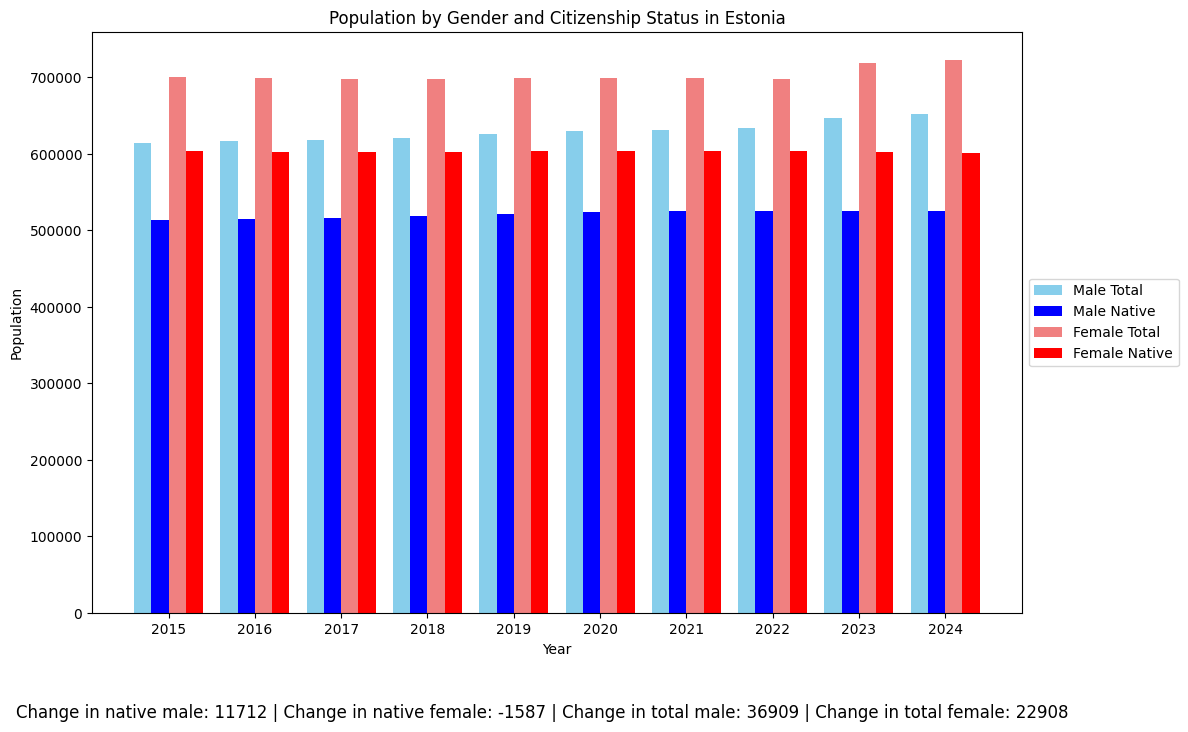 Population by Gender and Citizenship Status in Estonia
Population
700000
600000
500000
400000
300000
200000
100000
0
2015 2016 2017 2018 2019 2020 2021 2022 2023 2024
Year
Male Total
Male Native
Female Total
Female Native
Change in native male: 11712 | Change in native female: -1587 | Change in total male: 36909 | Change in total female: 22908